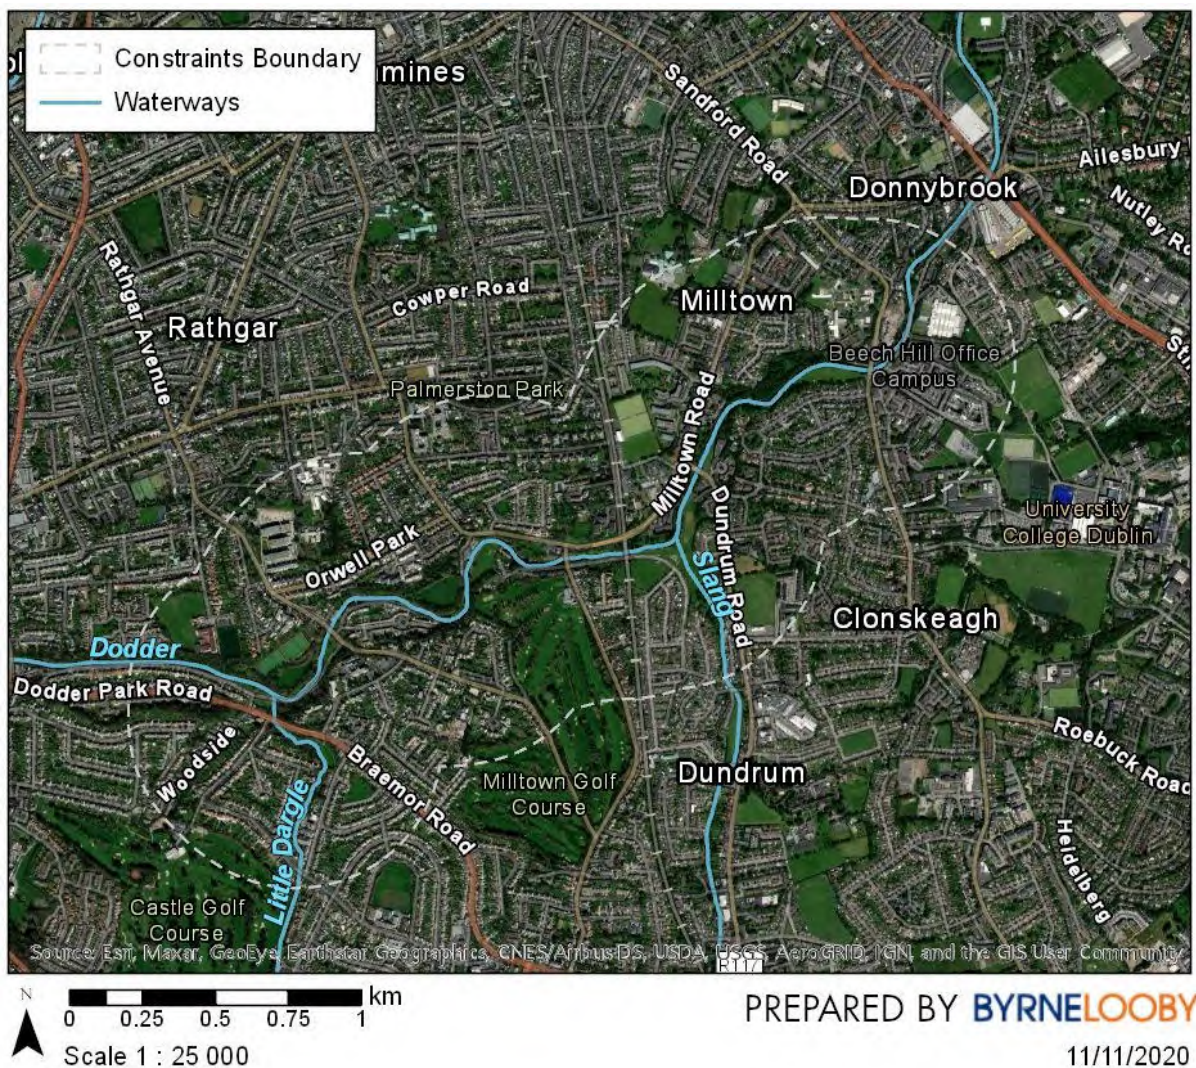 Constraints Boundary
Waterways
mines
Sandford Road
Ailesbury
Donnybrook
Nutley Ro
Rathgar Avenue
Cowper Road
Milltown
Rathgar
Beech Hill Office
Campus
Palmerston Park
Milltown Road
Dundrum Road
University
College Dublin
Orwell Park
Slang
Clonskeagh
Dodder
Dodder Park Road
Woodside
Braemor Road
Roebuck Road
Dundrum
Milltown Golf
Course
Little Dargle
Heidelberg
Castle Golf
Course
Source: Esri, Maxar, GeoEye, Earthstar Geographics, CNES/Airbus DS, USDA, USGS, AeroGRID, IGN, and the GIS User Community
R117
N
km
0 0.25 0.5 0.75 1
Scale 1 : 25 000
PREPARED BY BYRNELOOBY
11/11/2020